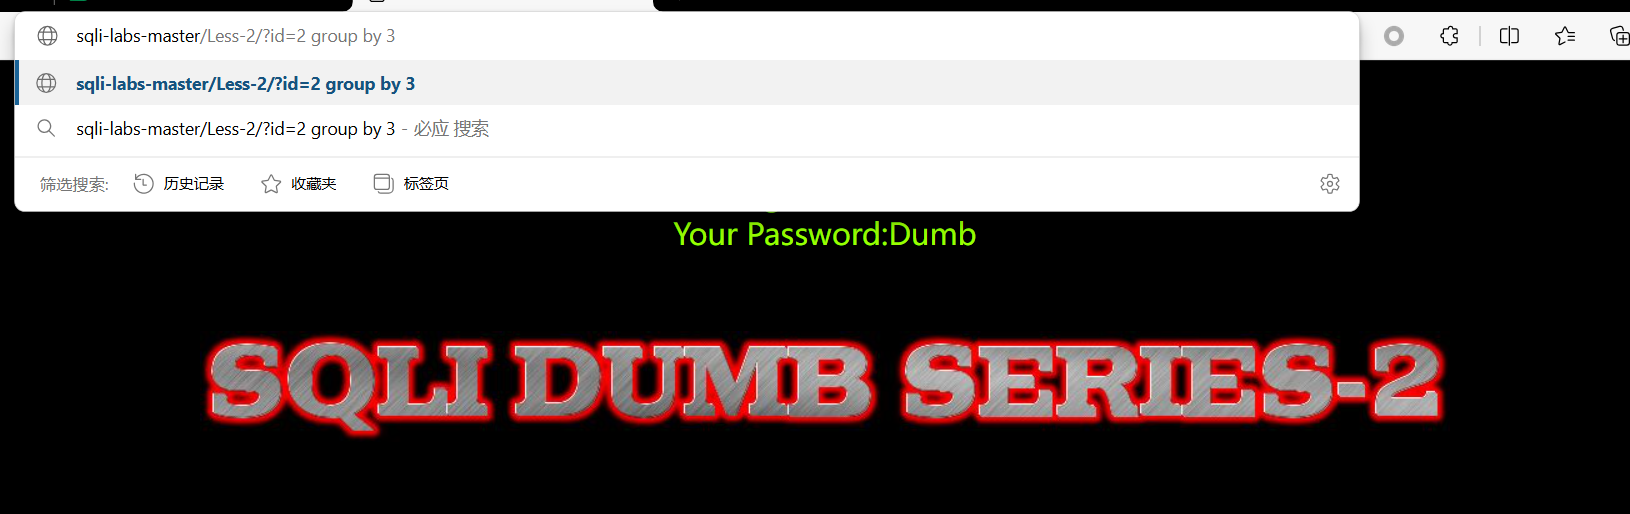 sqli-labs-master/Less-2/?id=2 group by 3
sqli-labs-master/Less-2/?id=2 group by 3
sqli-labs-master/Less-2/?id=2 group by 3 - 必应 搜索
筛选搜索: 历史记录 收藏夹 标签页
Your Password:Dumb
SQLI DUMB SERIES-2